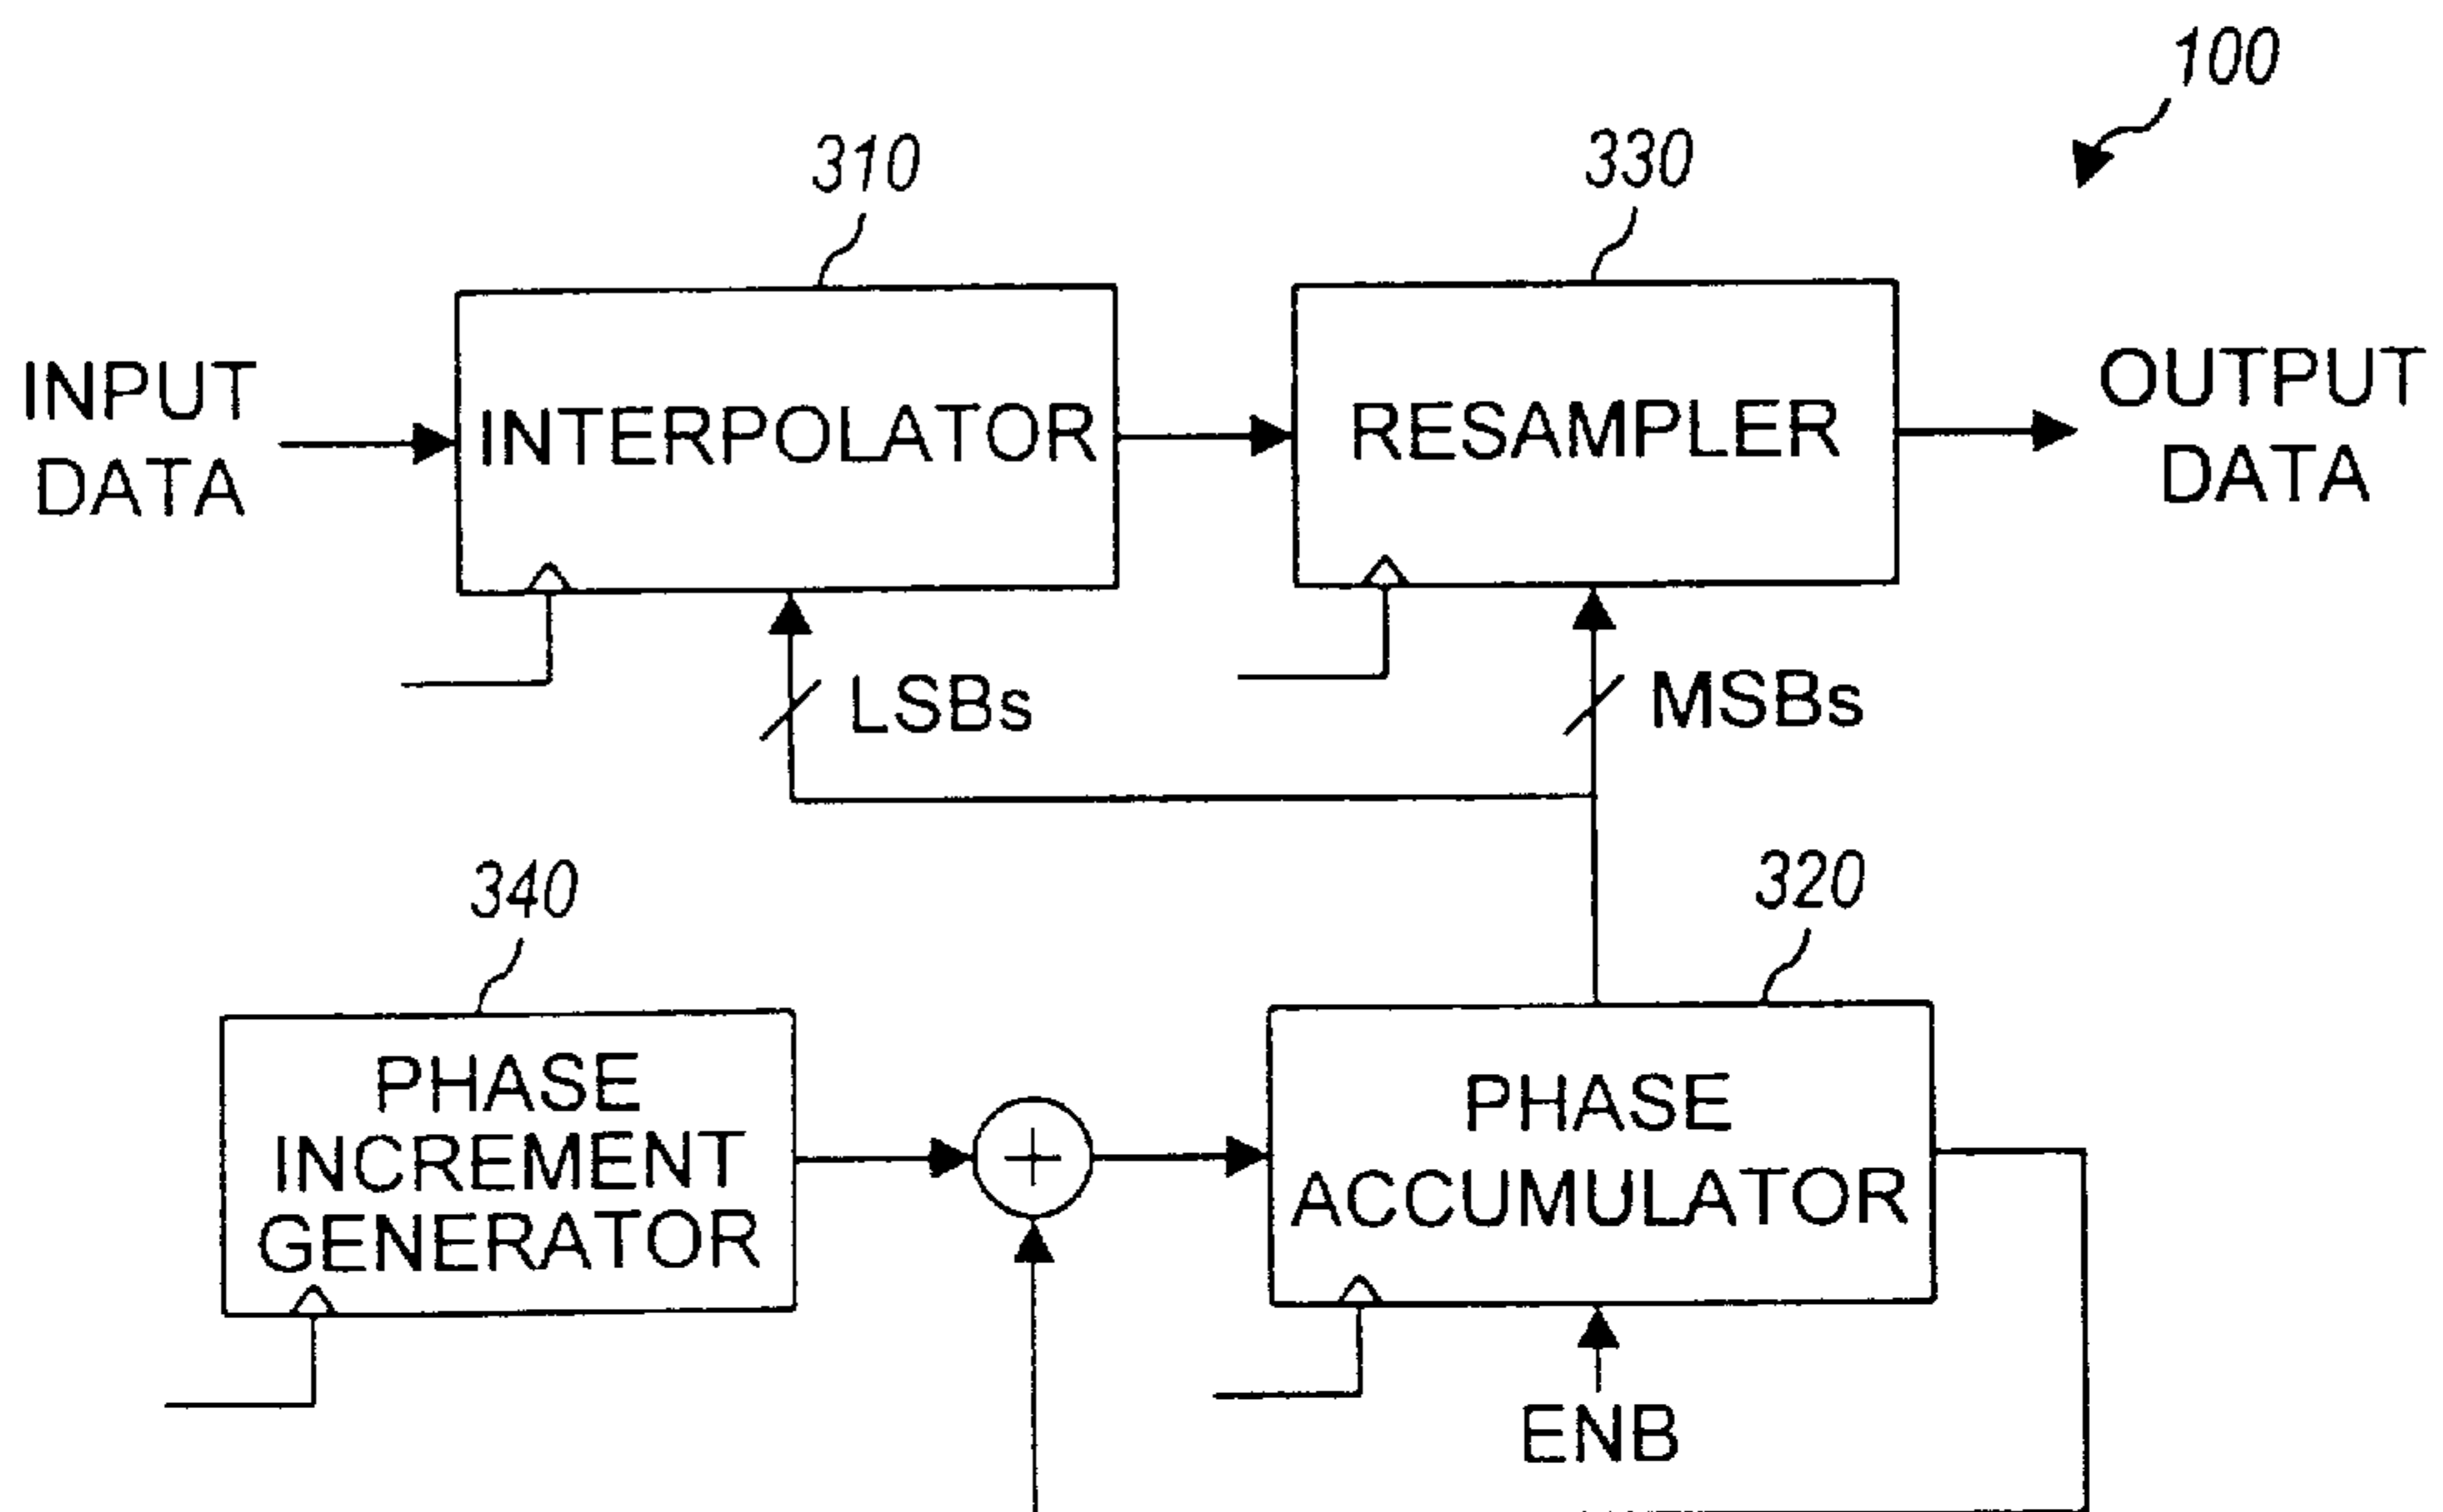 100
310
330
INPUT
DATA
INTERPOLATOR
RESAMPLER
OUTPUT
DATA
LSBs
MSBs
340
320
PHASE
INCREMENT
GENERATOR
+
PHASE
ACCUMULATOR
ENB